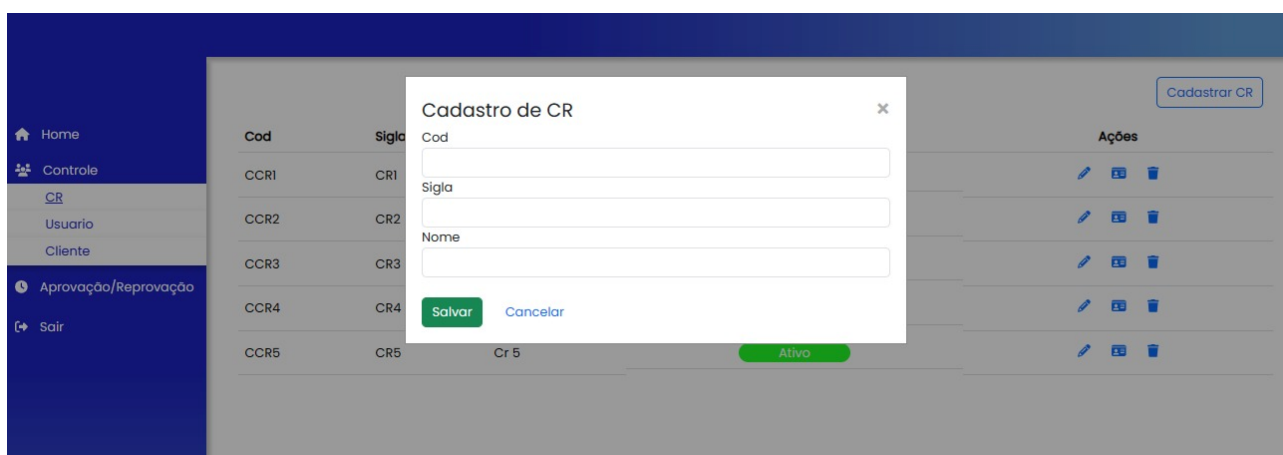 Cadastrar CR
Cadastro de CR ×
Home
Cod Sigla Ações
Cod
Controle
CCR1 CR1
CR
Sigla
Usuario
CCR2 CR2
Nome
Cliente
CCR3 CR3
Aprovação/Reprovação
CCR4 CR4
Salvar Cancelar
Sair
CCR5 CR5 Cr 5 Ativo